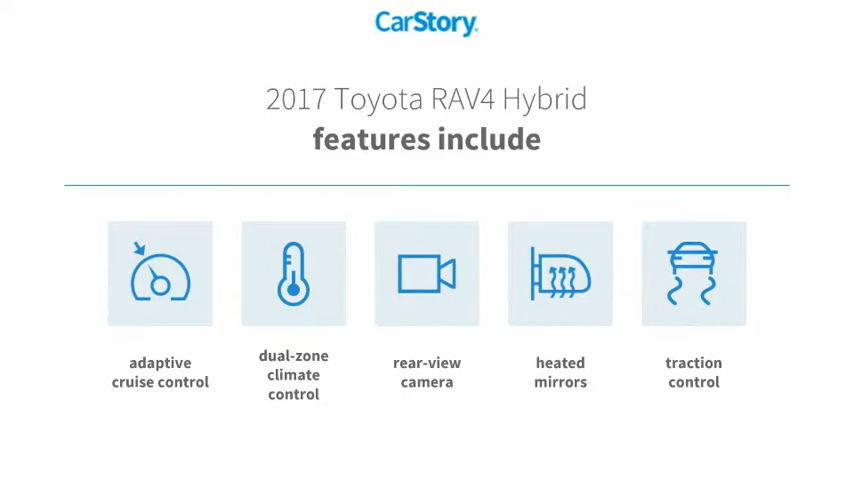 CarStory
2017 Toyota RAV4 Hybrid
features include
adaptive
cruise control
dual-zone
climate
control
rear-view
camera
heated
mirrors
traction
control